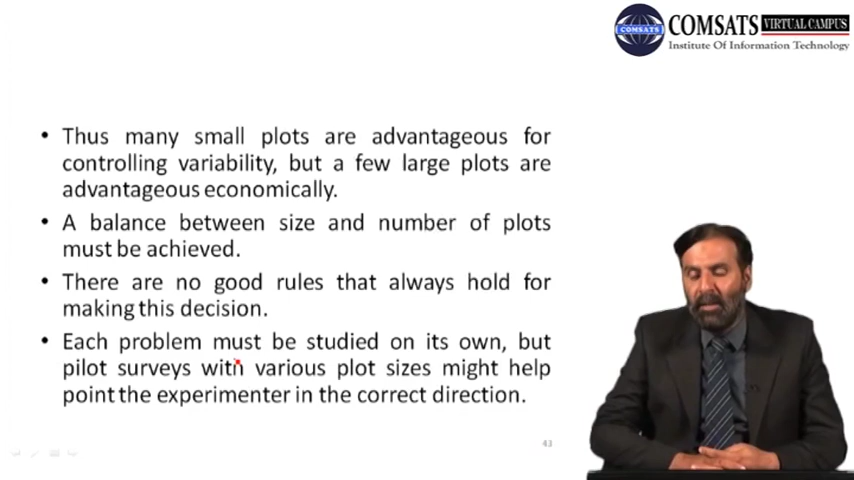 COMSATS
COMSATS VIRTUAL CAMPUS
Institute Of Information Technology
• Thus many small plots are advantageous for
controlling variability, but a few large plots are
advantageous economically.
• A balance between size and number of plots
must be achieved.
• There are no good rules that always hold for
making this decision.
• Each problem must be studied on its own, but
pilot surveys with various plot sizes might help
point the experimenter in the correct direction.
43